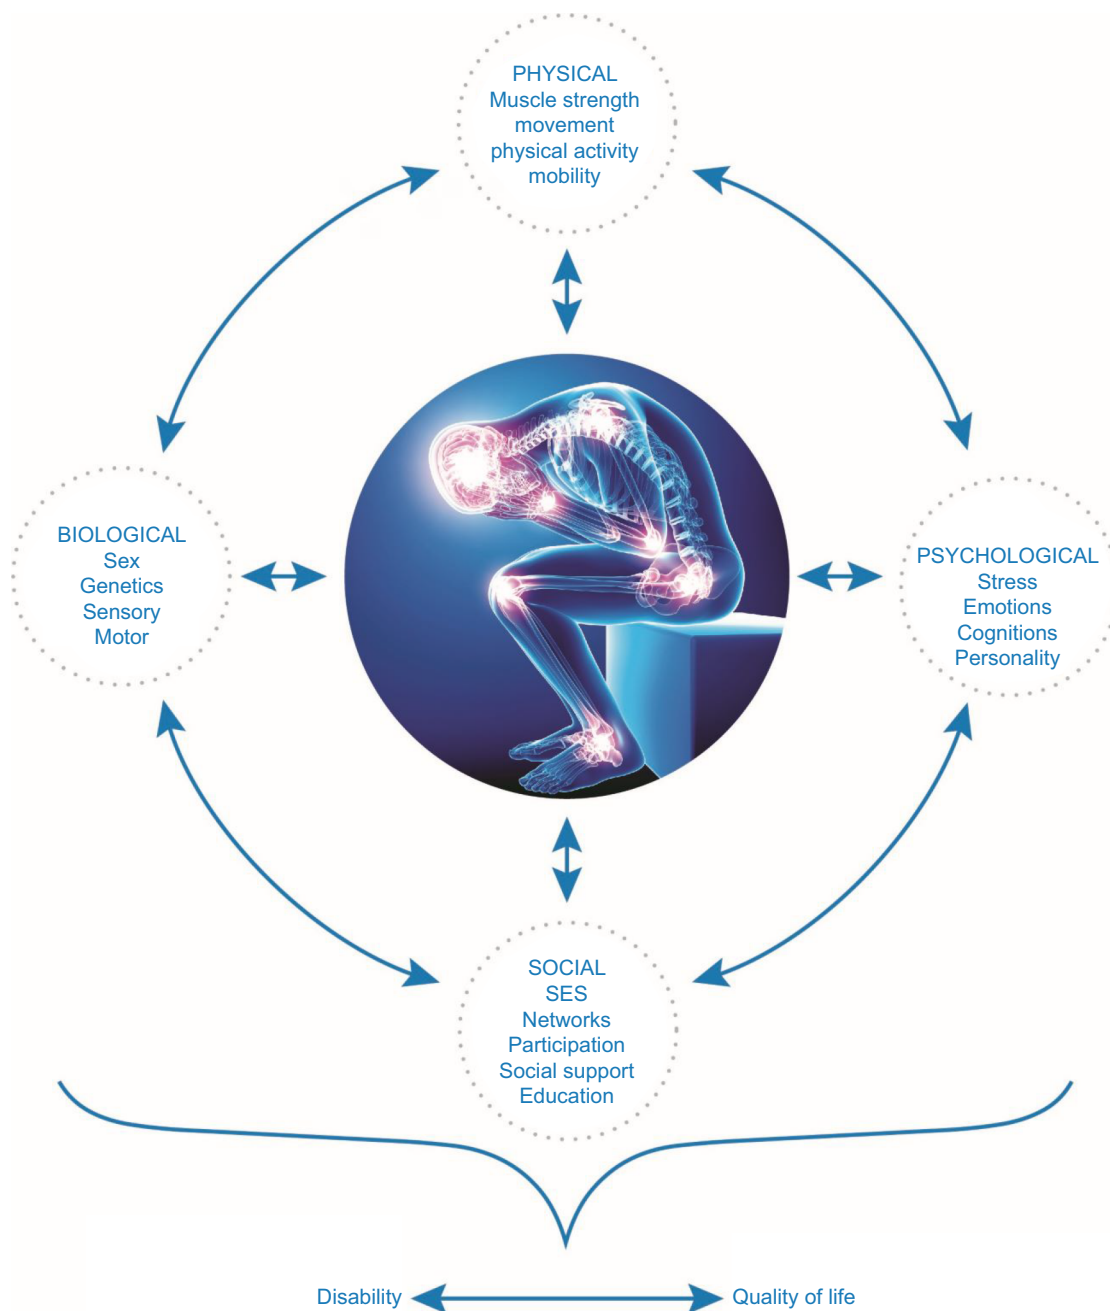 PHYSICAL
Muscle strength
movement
physical activity
mobility
BIOLOGICAL
Sex
Genetics
Sensory
Motor
PSYCHOLOGICAL
Stress
Emotions
Cognitions
Personality
SOCIAL
SES
Networks
Participation
Social support
Education
Disability
Quality of life